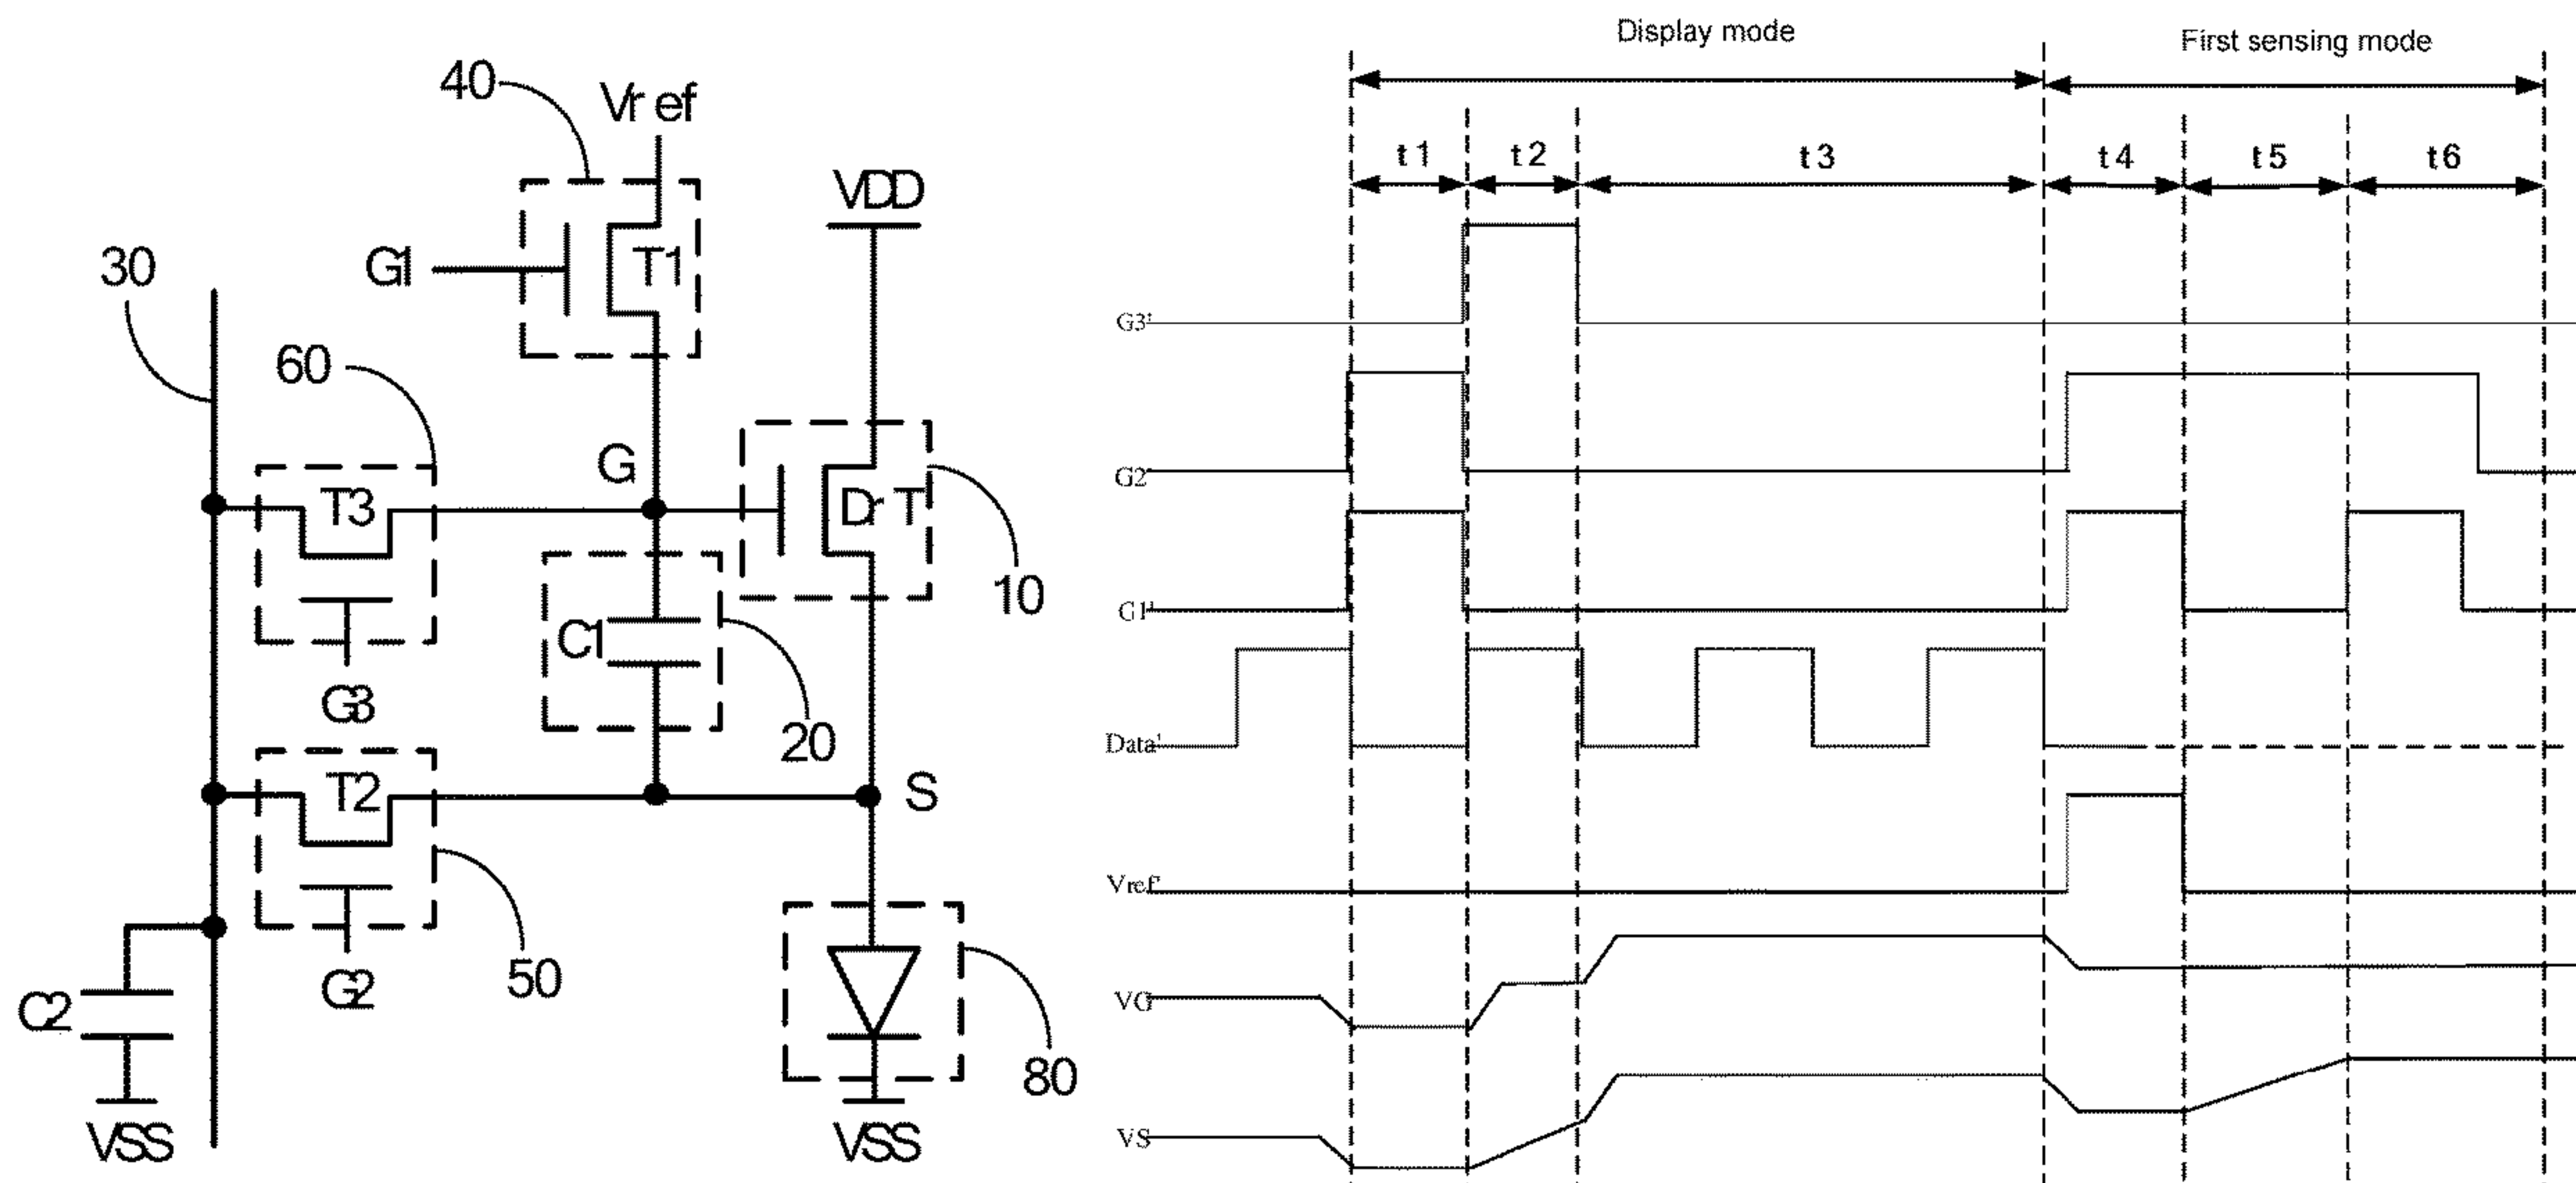 Display mode
First sensing mode
40
Vref
t1
t2
t3
t4
t5
t6
VDD
30
G1
T1
60
G3'
G
T3
DrT
G2'
10
C1
G1'
G3
20
Data'
T2
S
Vref'
50
G2
C2
VG
80
VSS
VSS
VS